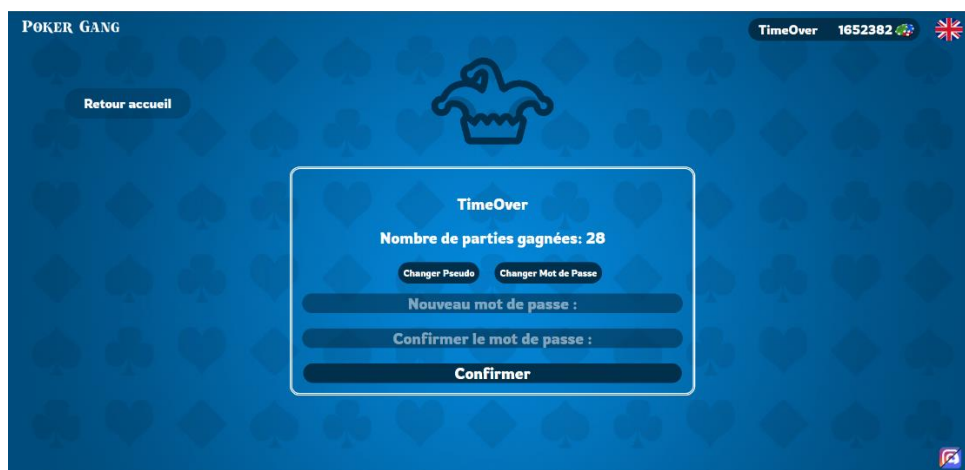 POKER GANG
TimeOver 1652382
Retour accueil
TimeOver
Nombre de parties gagnées: 28
Changer Pseudo Changer Mot de Passe
Nouveau mot de passe :
Confirmer le mot de passe :
Confirmer